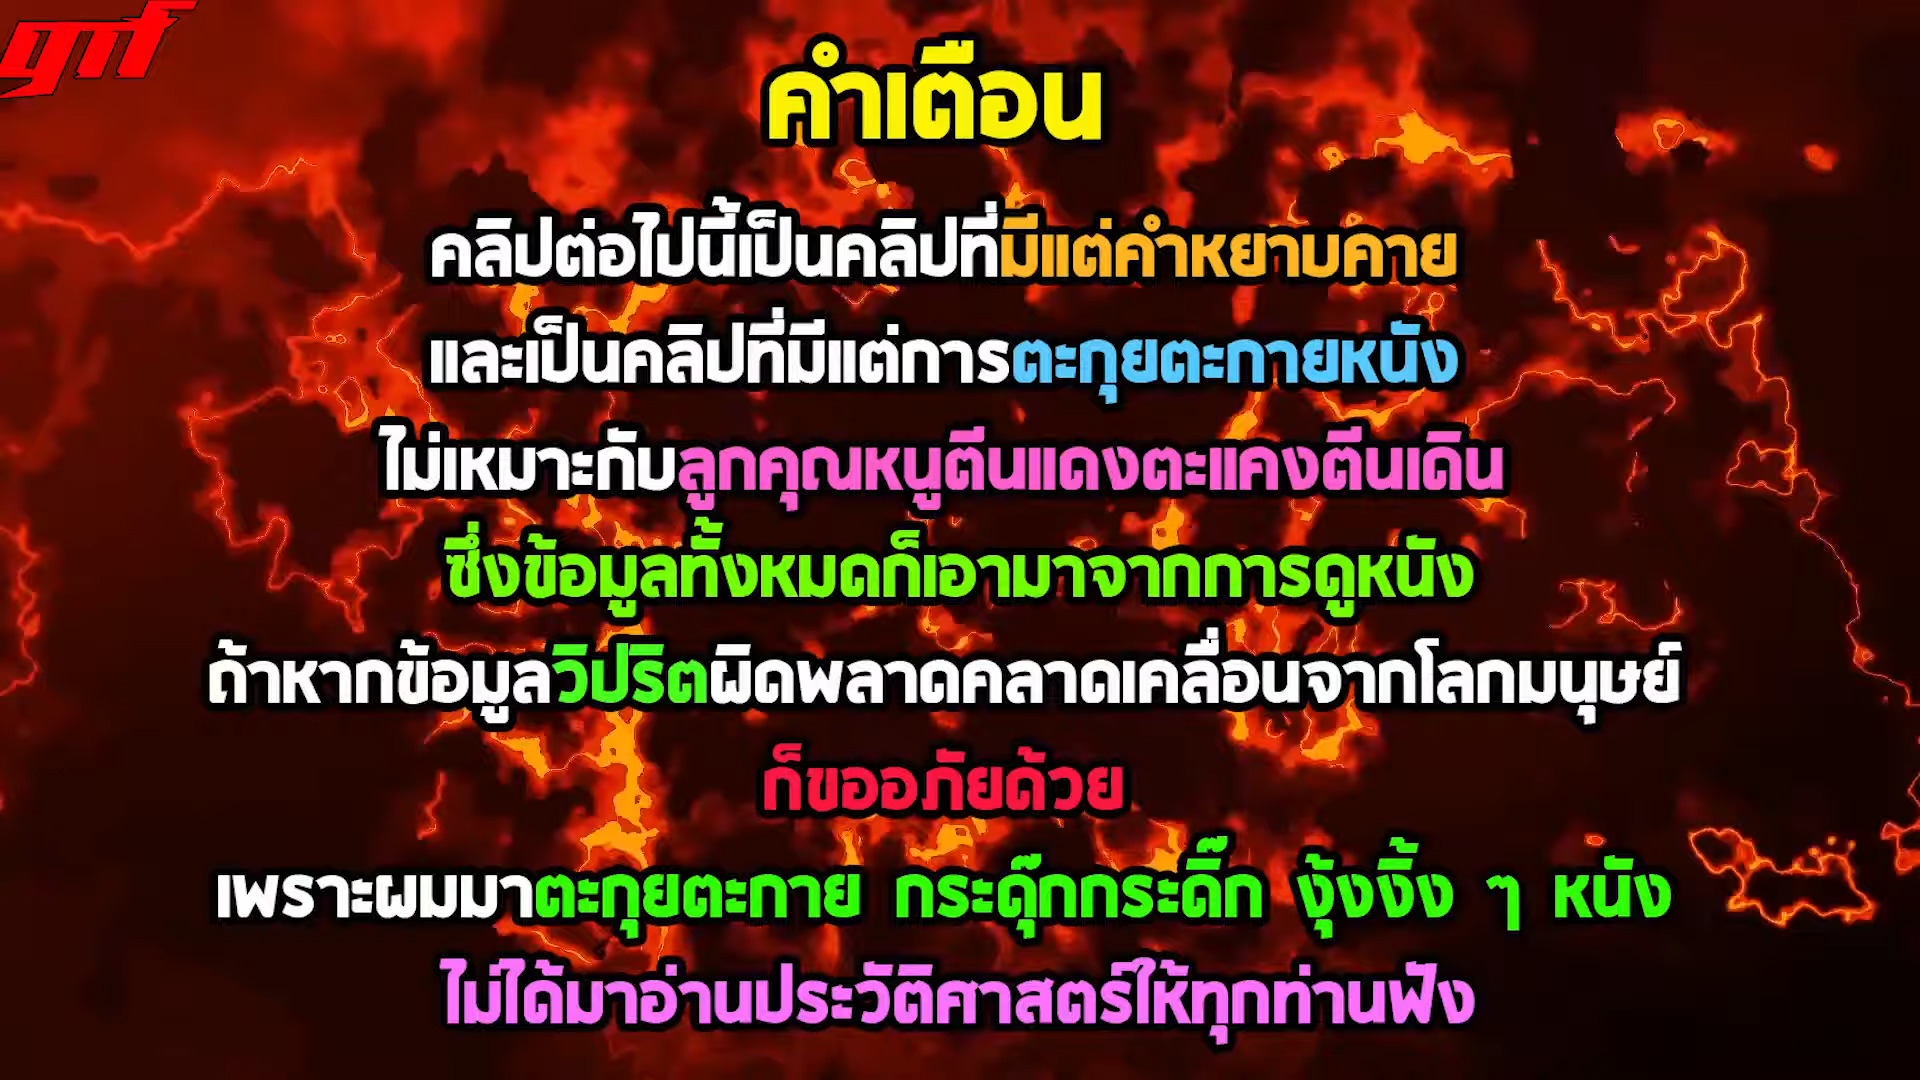 คำเตือน
คลิปต่อไปนี้เป็นคลิปที่มีแต่คำหยาบคาย
และเป็นคลิปที่มีแต่การตะกุยตะกายหนัง
ไม่เหมาะกับลูกคุณหนูตีนแดงตะแคงตีนเดิน
ซึ่งข้อมูลทั้งหมดก็เอามาจากการดูหนัง
ถ้าหากข้อมูลวิปริตผิดพลาดคลาดเคลื่อนจากโลกมนุษย์
ก็ขออภัยด้วย
เพราะผมมาตะกุยตะกาย กระดุ๊กกระดิ๊ก งุ้งงิ้ง ๆ หนัง
ไม่ได้มาอ่านประวัติศาสตร์ให้ทุกท่านฟัง